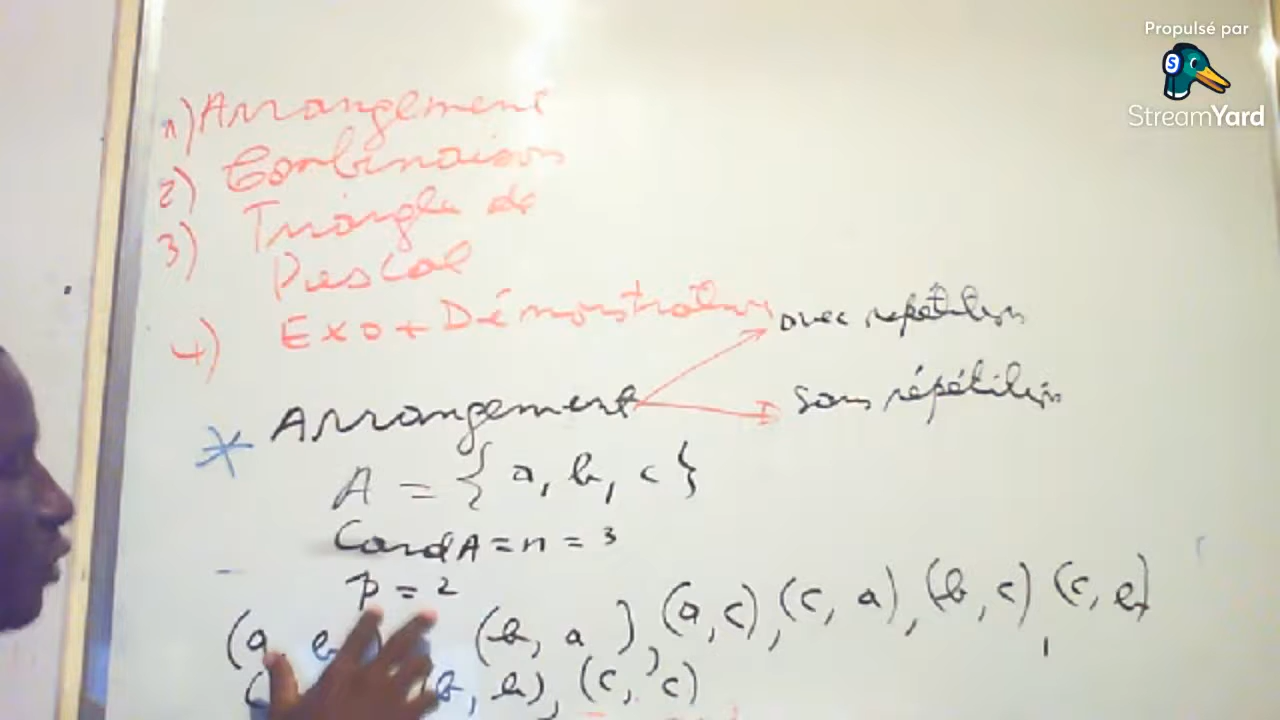 Propulsé par
StreamYard
1) Arrangement
2) Combinaison
3) Triangle de
Pascal
4) Exo + Démonstration
avec répétition
* Arrangement
sans répétition
A = { a, b, c }
Card A = n = 3
p = 2
(a, b) (b, a), (a, c), (c, a), (b, c) (c, b),
( b, b), (c, c)